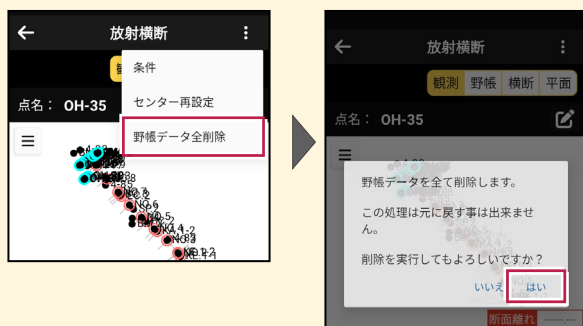 放射横断
条件
センター再設定
野帳データ全削除
点名： OH-35
放射横断
観測 野帳 横断 平面
点名： OH-35
野帳データを全て削除します。
この処理は元に戻す事は出来ませ
ん。
削除を実行してもよろしいですか？
いいえ はい
断面離れ